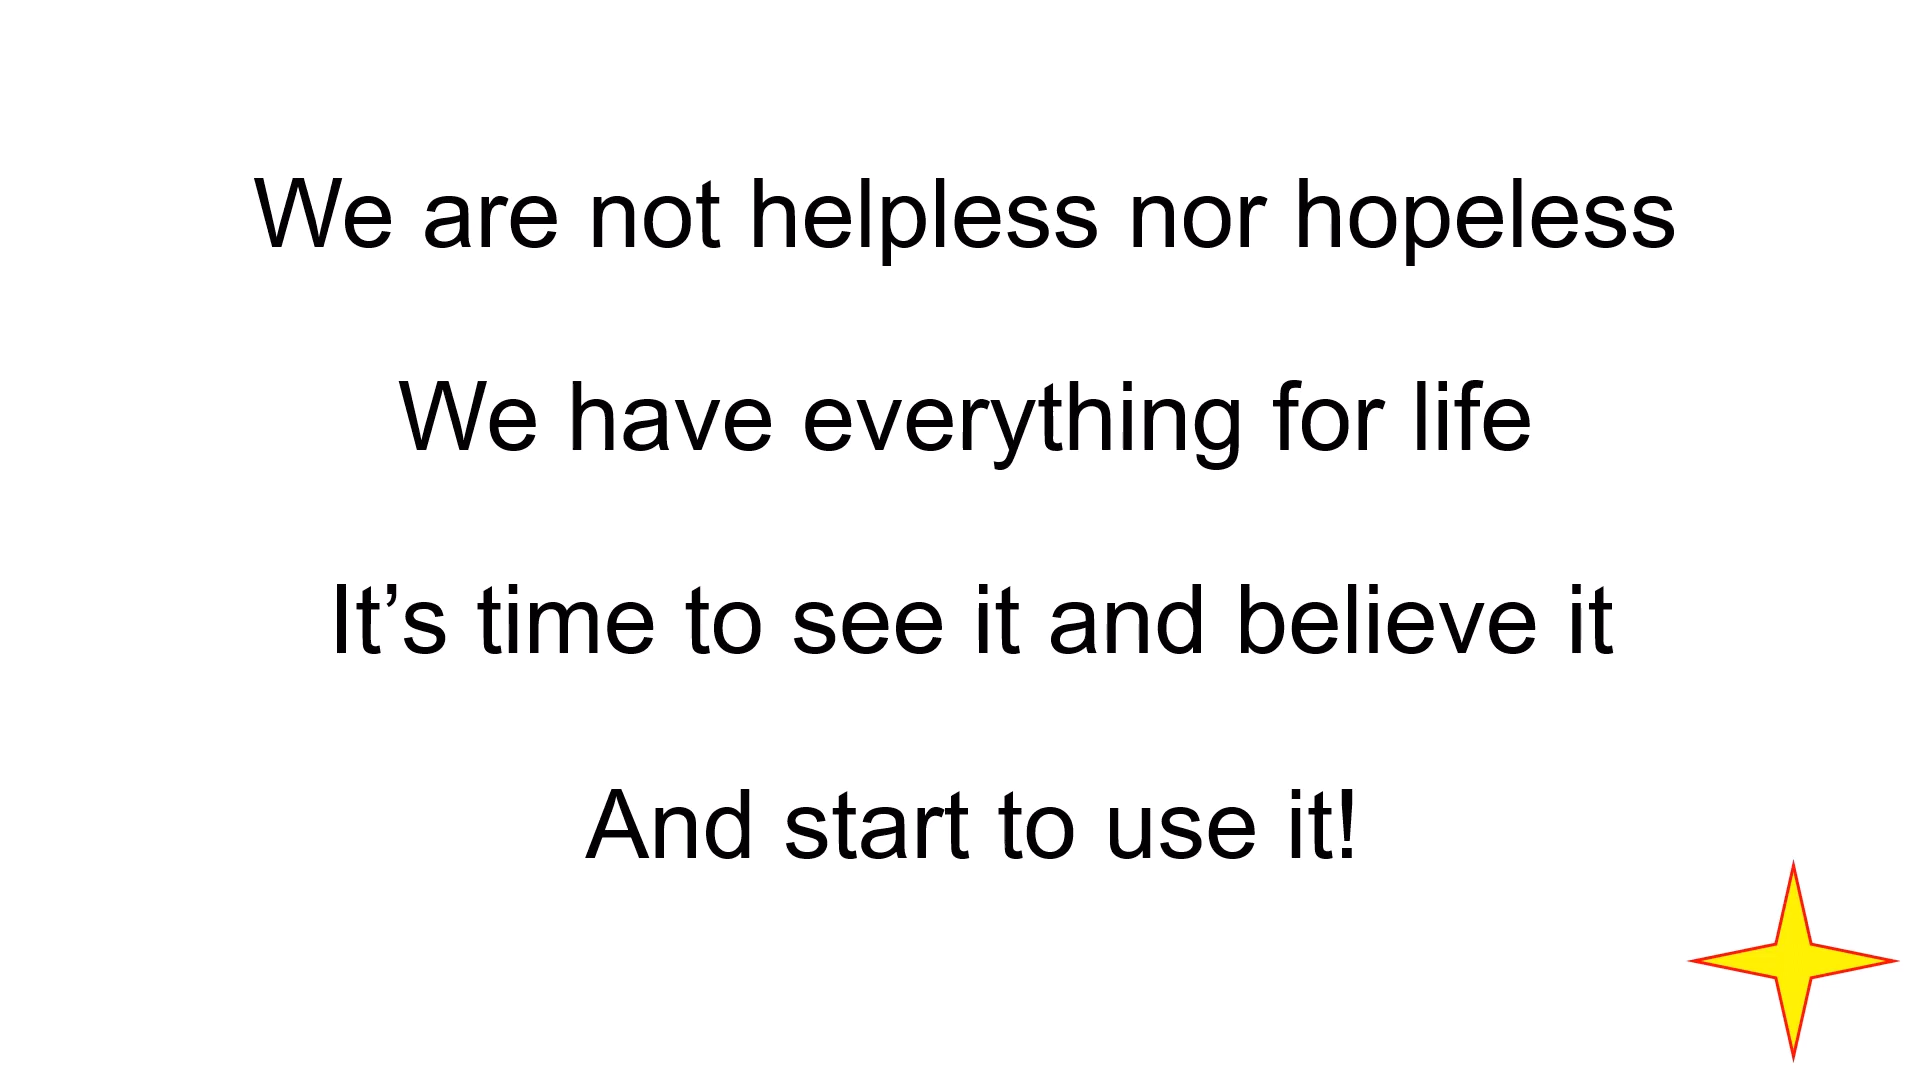 We are not helpless nor hopeless
We have everything for life
It’s time to see it and believe it
And start to use it!